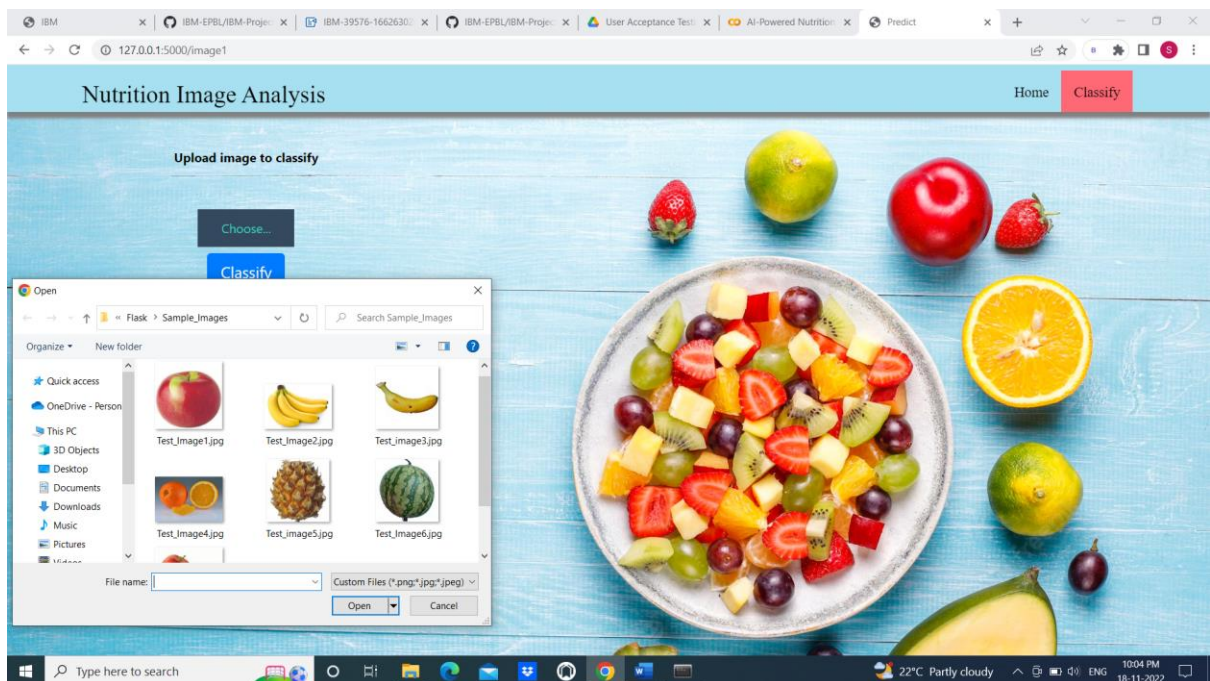 IBM
IBM-EPBL/IBM-Projec
IBM-39576-16626302
IBM-EPBL/IBM-Projec
User Acceptance Testi
AI-Powered Nutrition
Predict
127.0.0.1:5000/image1
S
Nutrition Image Analysis
Home
Classify
Upload image to classify
Choose...
Classify
Open
« Flask > Sample_Images
Search Sample_Images
Organize
New folder
Quick access
OneDrive - Person
This PC
3D Objects
Desktop
Documents
Downloads
Music
Pictures
Videos
Test_Image1.jpg
Test_Image2.jpg
Test_image3.jpg
Test_Image4.jpg
Test_image5.jpg
Test_Image6.jpg
File name:
Custom Files (*.png;*.jpg;*.jpeg)
Open
Cancel
Type here to search
22°C Partly cloudy
ENG
10:04 PM
18-11-2022